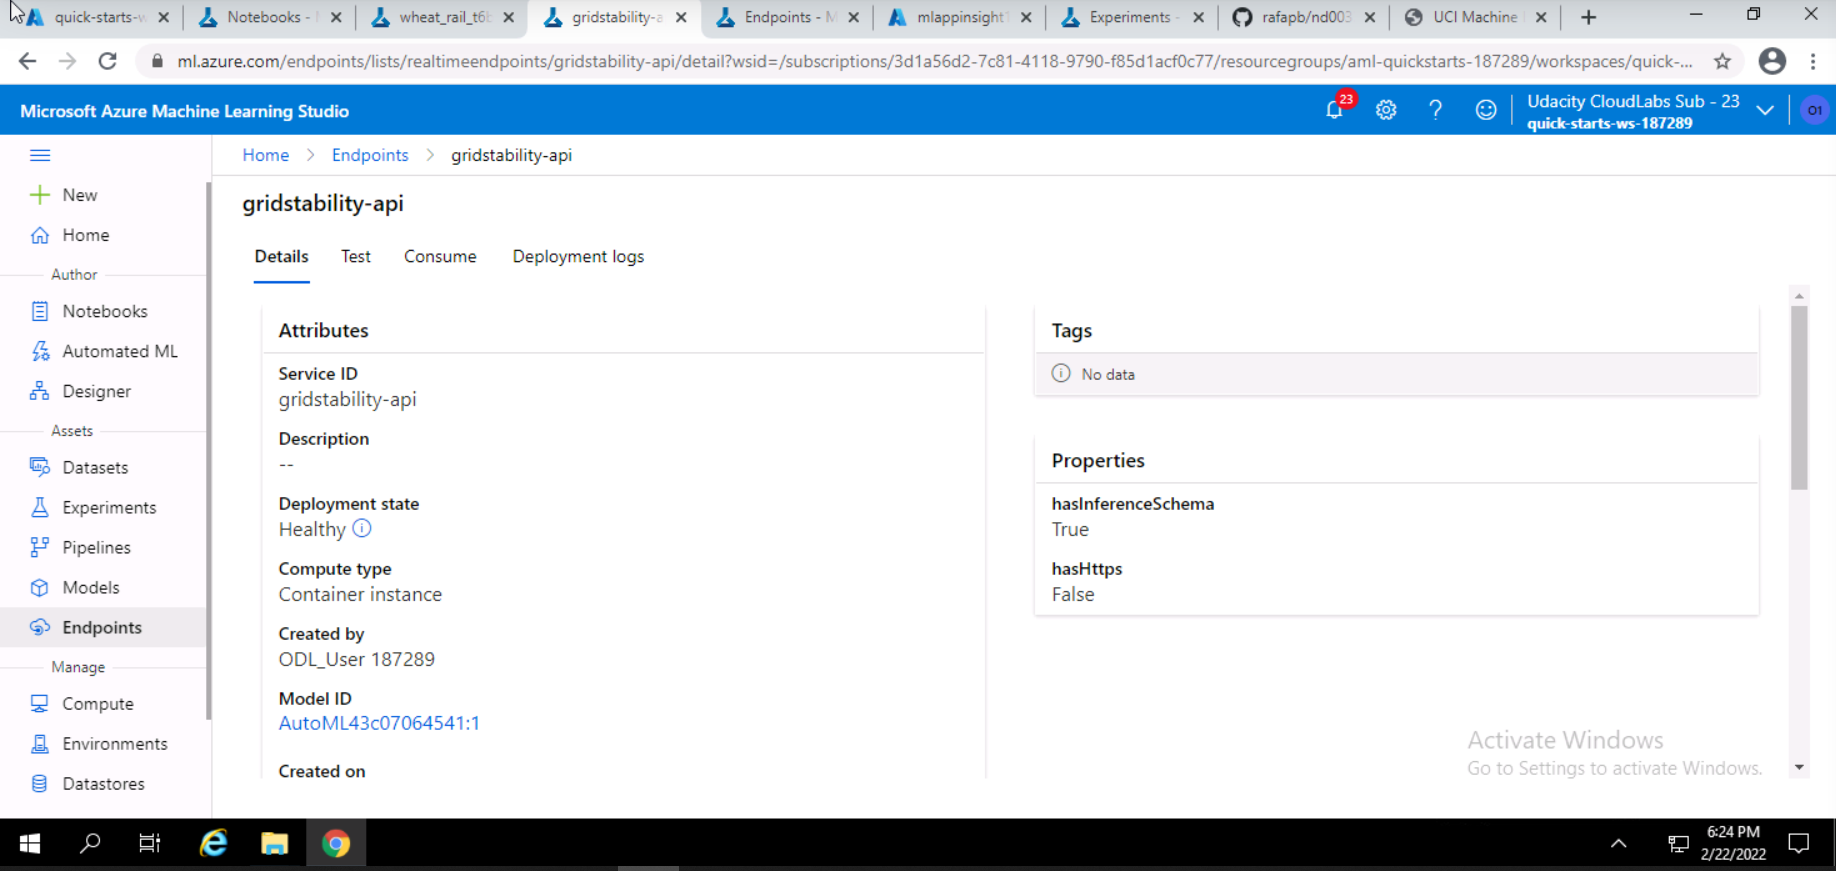 quick-starts-w
Notebooks -
wheat_rail_t6b
gridstability-a
Endpoints - M
mlappinsight1
Experiments -
rafapb/nd003
UCI Machine
ml.azure.com/endpoints/lists/realtimeendpoints/gridstability-api/detail?wsid=/subscriptions/3d1a56d2-7c81-4118-9790-f85d1acf0c77/resourcegroups/aml-quickstarts-187289/workspaces/quick-...
Microsoft Azure Machine Learning Studio
23
Udacity CloudLabs Sub - 23
quick-starts-ws-187289
O1
Home > Endpoints > gridstability-api
New
Home
Author
Notebooks
Automated ML
Designer
Assets
Datasets
Experiments
Pipelines
Models
Endpoints
Manage
Compute
Environments
Datastores
gridstability-api
Details Test Consume Deployment logs
Attributes
Service ID
gridstability-api
Description
--
Deployment state
Healthy
Compute type
Container instance
Created by
ODL_User 187289
Model ID
AutoML43c07064541:1
Created on
Tags
No data
Properties
hasInferenceSchema
True
hasHttps
False
Activate Windows
Go to Settings to activate Windows.
6:24 PM
2/22/2022